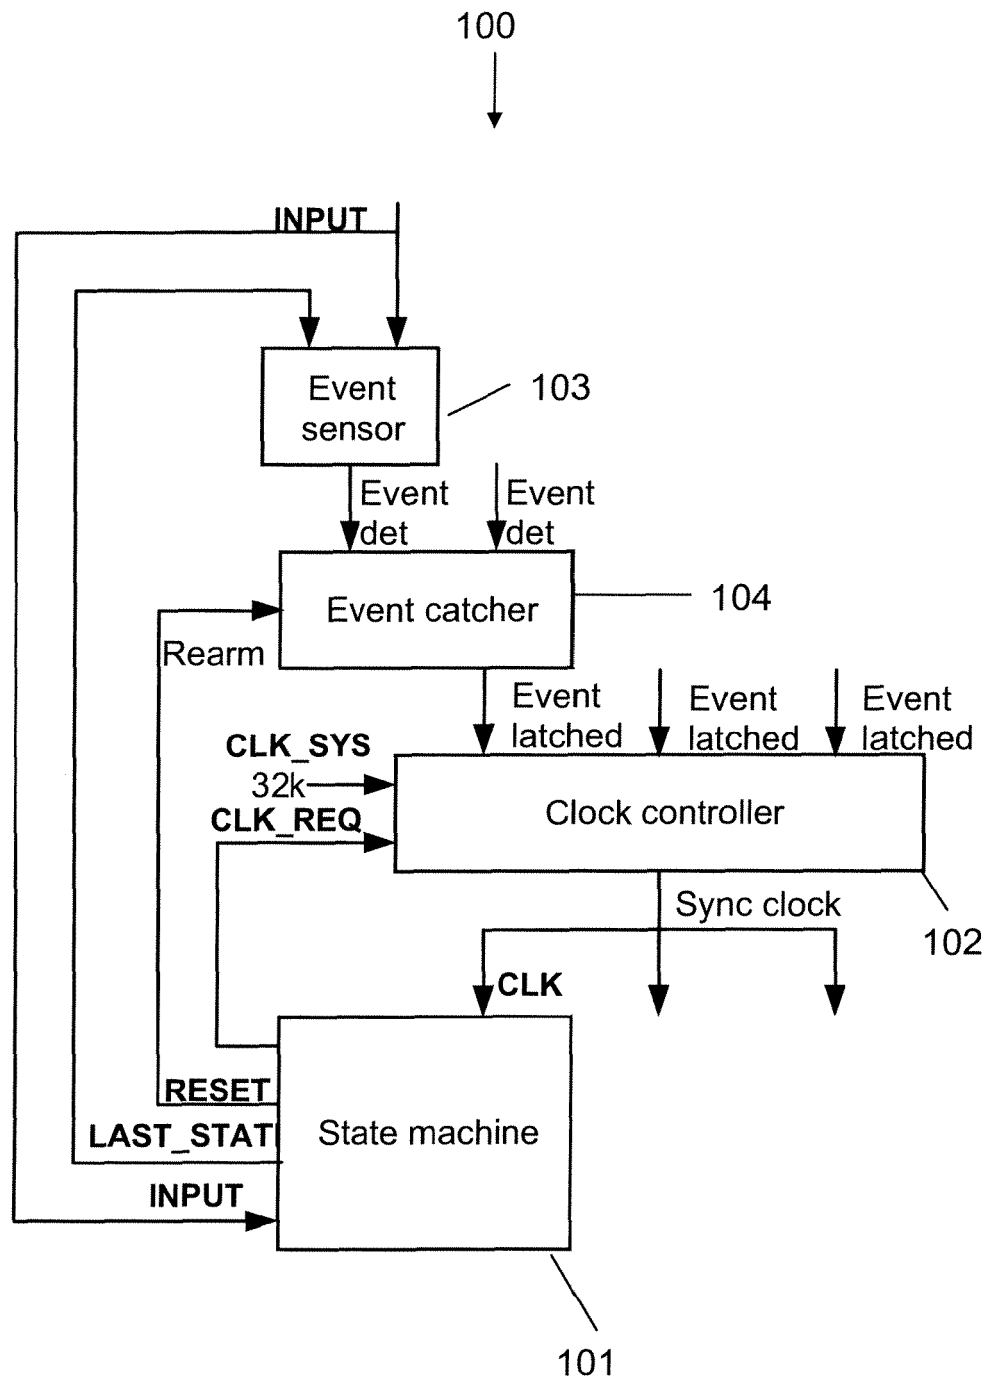 100
INPUT
Event
sensor
103
Event
det
Event
det
Event catcher
104
Rearm
Event
latched
Event
latched
Event
latched
CLK_SYS
32k
CLK_REQ
Clock controller
102
Sync clock
CLK
RESET
LAST_STAT
State machine
INPUT
101